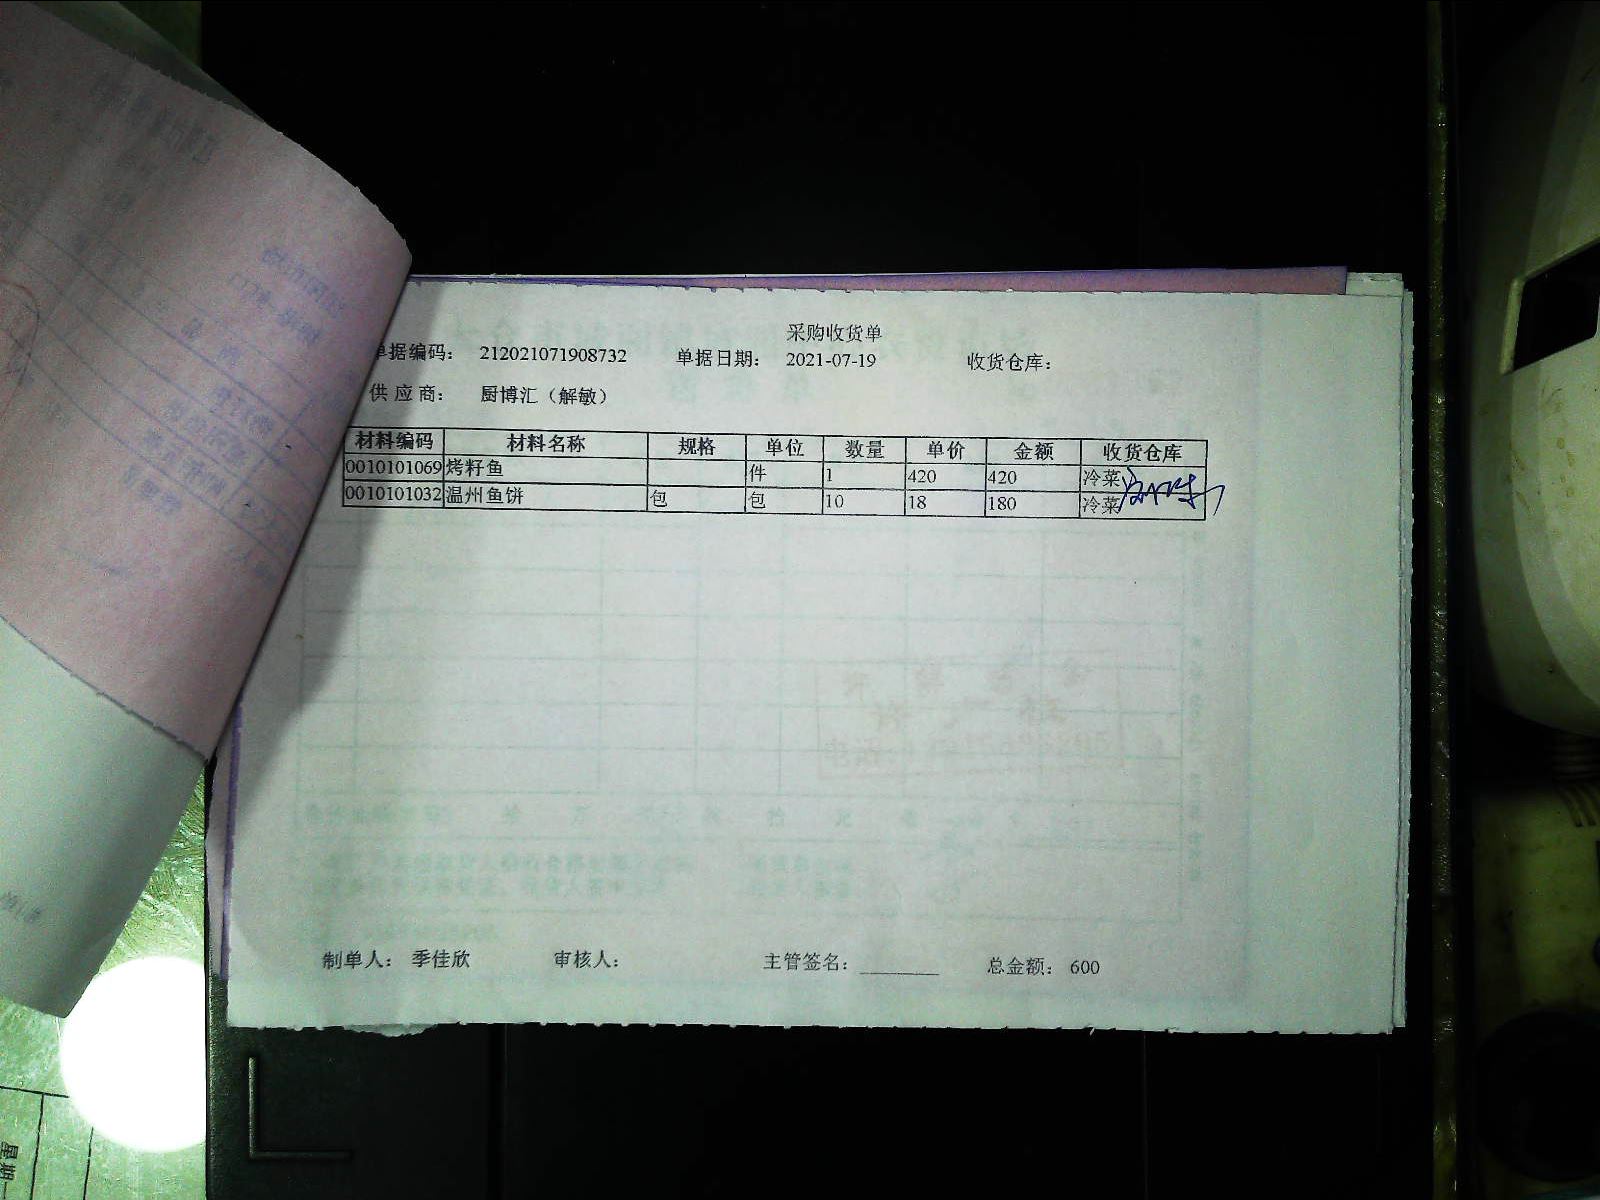 采购收货单
单据编码： 212021071908732 单据日期： 2021-07-19 收货仓库：
供应商： 厨博汇（解敏）
材料编码 材料名称 规格 单位 数量 单价 金额 收货仓库
0010101069 烤籽鱼 件 1 420 420 冷菜
0010101032 温州鱼饼 包 包 10 18 180 冷菜
制单人： 季佳欣 审核人： 主管签名： 总金额： 600
星期